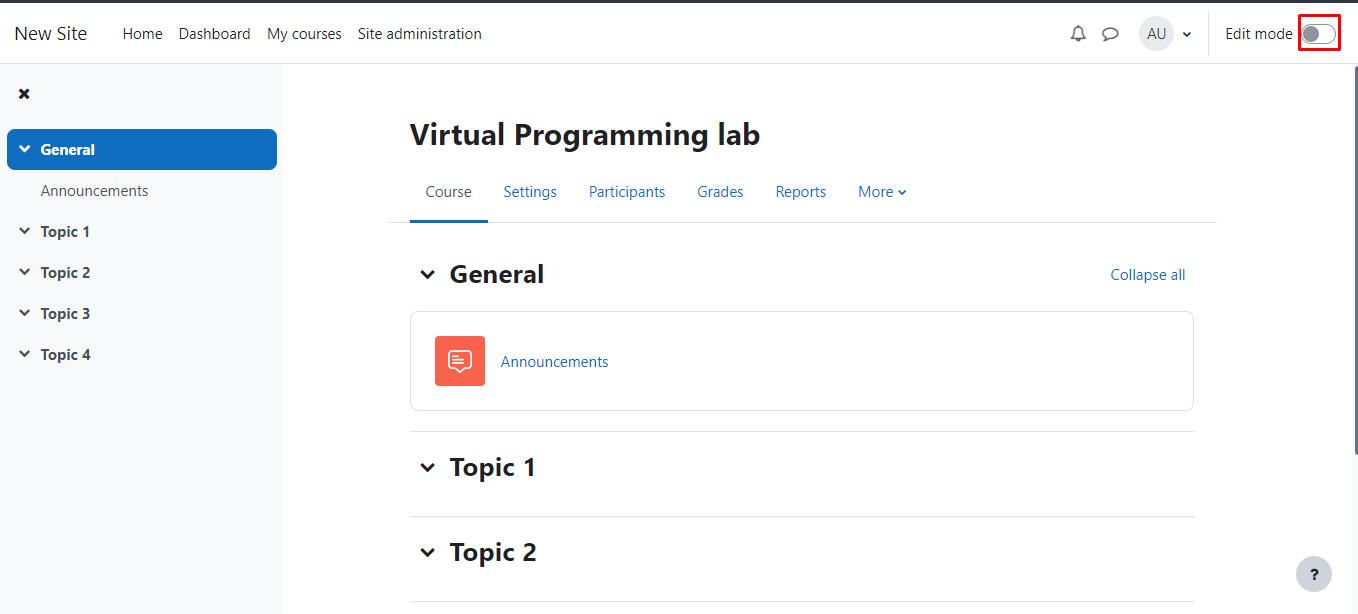 New Site Home Dashboard My courses Site administration AU Edit mode
General
Announcements
Topic 1
Topic 2
Topic 3
Topic 4
Virtual Programming lab
Course Settings Participants Grades Reports More
General Collapse all
Announcements
Topic 1
Topic 2
?